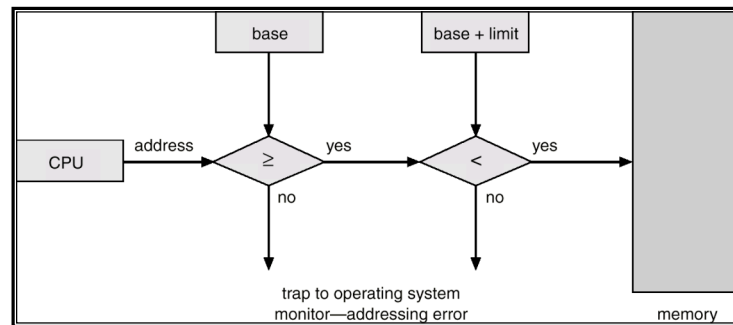 base
base + limit
address
yes
yes
CPU
≥
<
no
no
trap to operating system
monitor—addressing error
memory